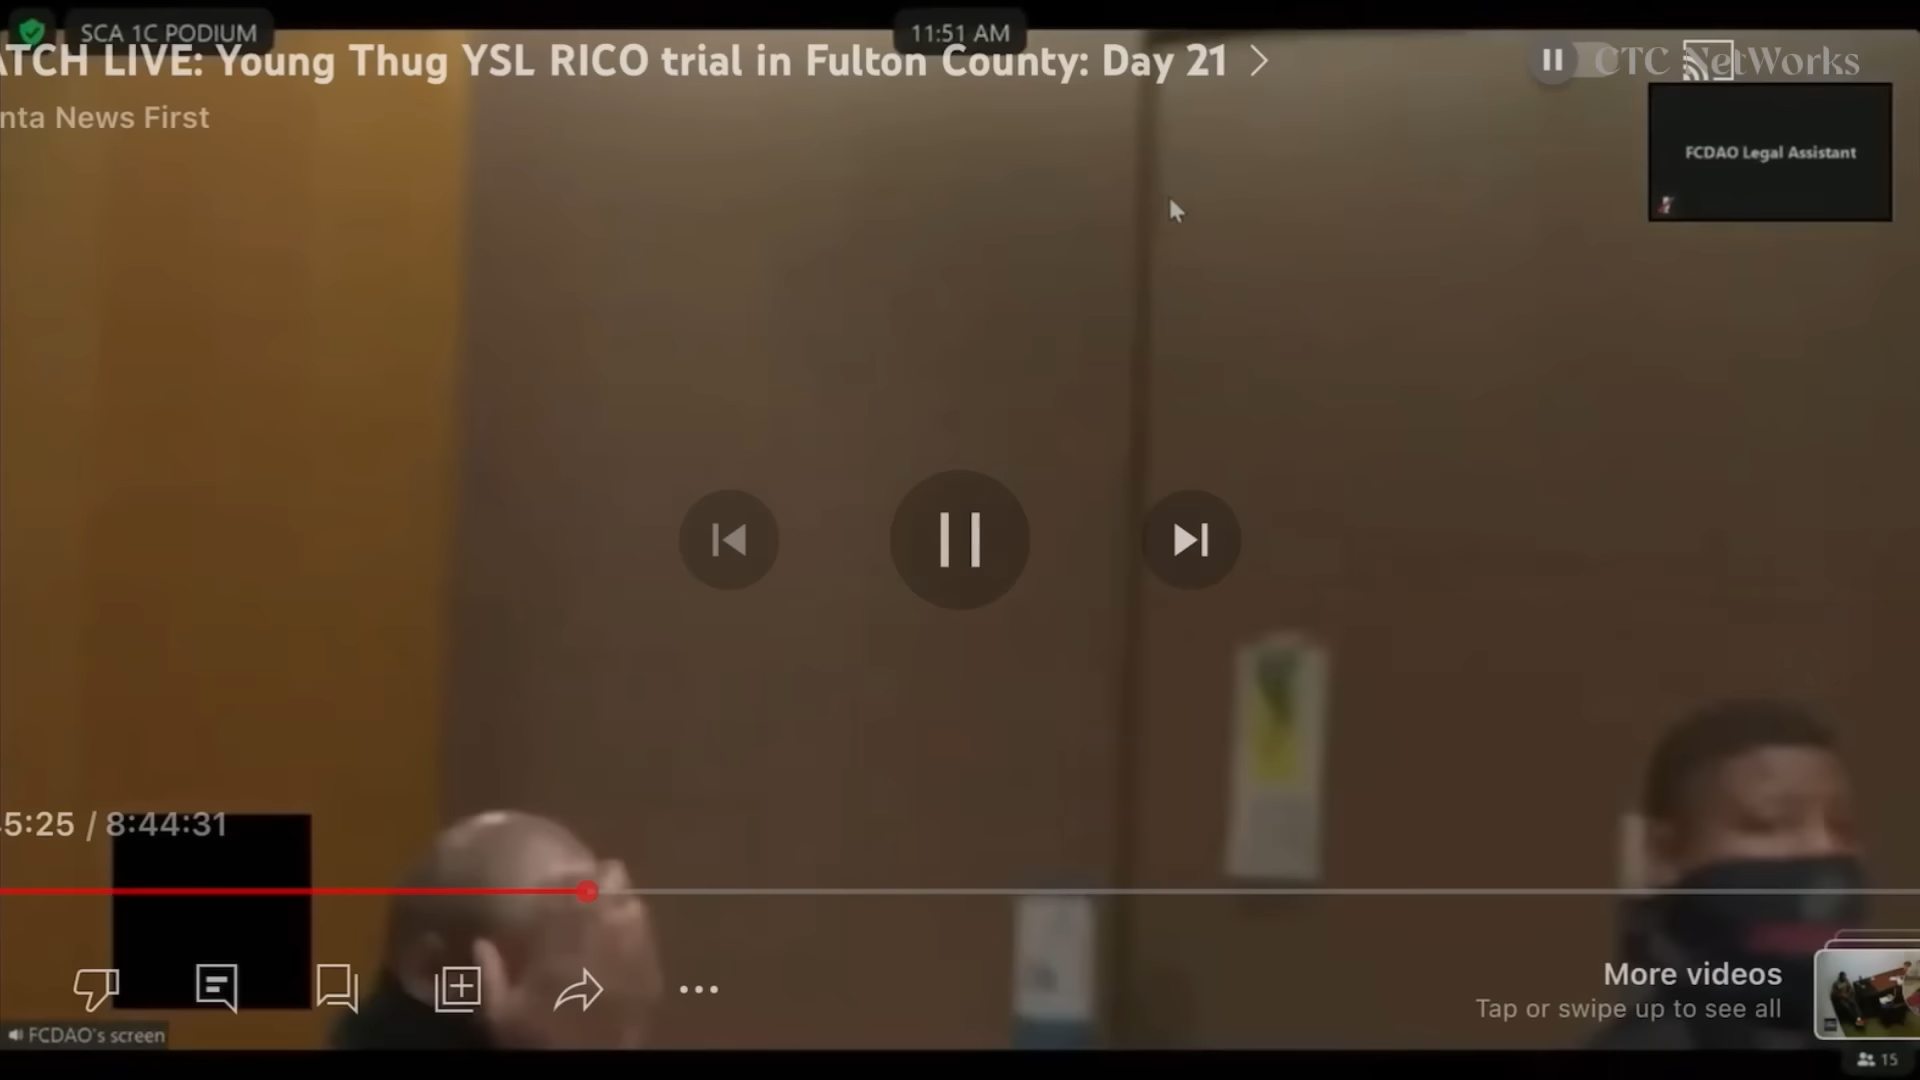 SCA 1C PODIUM
11:51 AM
ATCH LIVE: Young Thug YSL RICO trial in Fulton County: Day 21
CTC NetWorks
nta News First
FCDAO Legal Assistant
5:25 / 8:44:31
More videos
Tap or swipe up to see all
FCDAO's screen
15